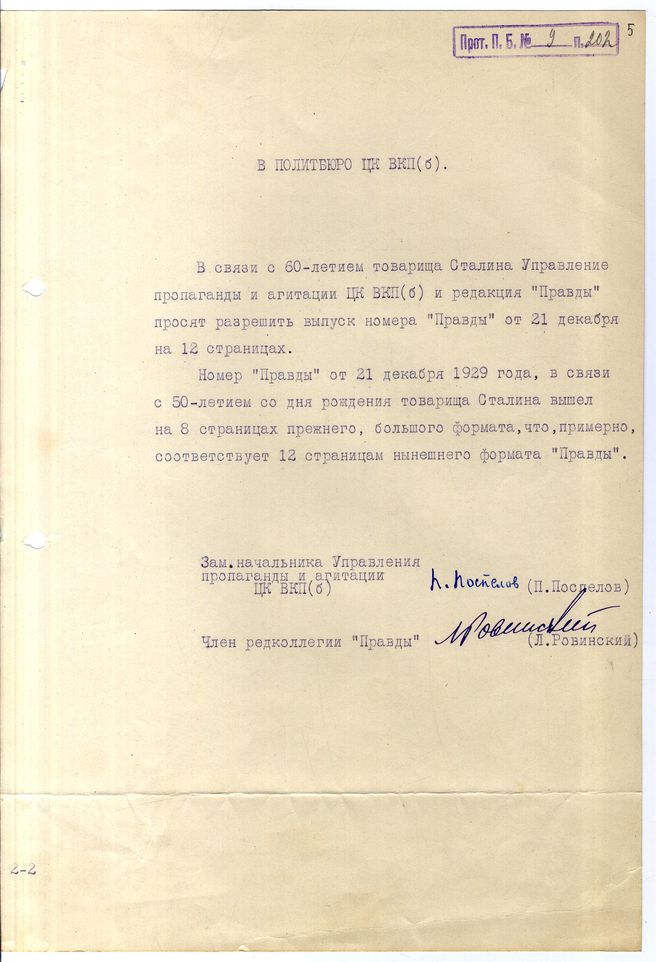 5
Прот. П. Б. № 9 п. 202
В ПОЛИТБЮРО ЦК ВКП(б).
В связи с 60-летием товарища Сталина Управление
пропаганды и агитации ЦК ВКП(б) и редакция "Правды"
просят разрешить выпуск номера "Правды" от 21 декабря
на 12 страницах.
Номер "Правды" от 21 декабря 1929 года, в связи
с 50-летием со дня рождения товарища Сталина вышел
на 8 страницах прежнего, большого формата,что,примерно,
соответствует 12 страницам нынешнего формата "Правды".
Зам.начальника Управления
пропаганды и агитации
ЦК ВКП(б) П. Поспелов (П.Поспелов)
Член редколлегии "Правды" Л Ровинский (Л.Ровинский)
2-2